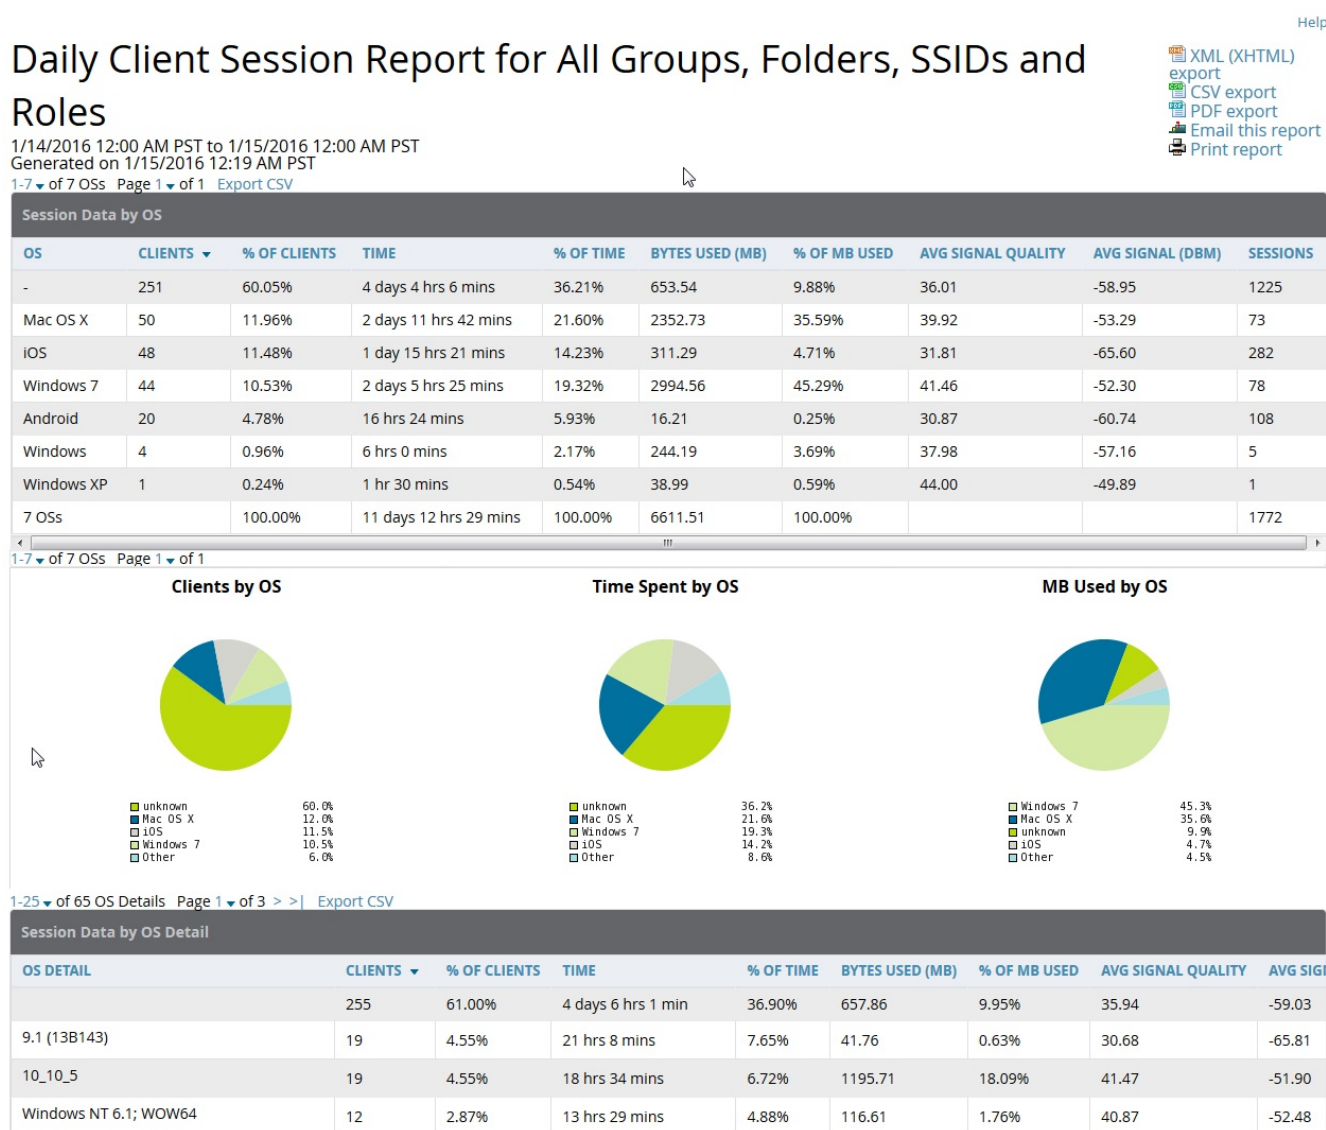 Help
Daily Client Session Report for All Groups, Folders, SSIDs and
Roles
XML (XHTML)
export
CSV export
PDF export
Email this report
Print report
1/14/2016 12:00 AM PST to 1/15/2016 12:00 AM PST
Generated on 1/15/2016 12:19 AM PST
1-7 of 7 OSs Page 1 of 1 Export CSV
Session Data by OS
OS CLIENTS % OF CLIENTS TIME % OF TIME BYTES USED (MB) % OF MB USED AVG SIGNAL QUALITY AVG SIGNAL (DBM) SESSIONS
- 251 60.05% 4 days 4 hrs 6 mins 36.21% 653.54 9.88% 36.01 -58.95 1225
Mac OS X 50 11.96% 2 days 11 hrs 42 mins 21.60% 2352.73 35.59% 39.92 -53.29 73
iOS 48 11.48% 1 day 15 hrs 21 mins 14.23% 311.29 4.71% 31.81 -65.60 282
Windows 7 44 10.53% 2 days 5 hrs 25 mins 19.32% 2994.56 45.29% 41.46 -52.30 78
Android 20 4.78% 16 hrs 24 mins 5.93% 16.21 0.25% 30.87 -60.74 108
Windows 4 0.96% 6 hrs 0 mins 2.17% 244.19 3.69% 37.98 -57.16 5
Windows XP 1 0.24% 1 hr 30 mins 0.54% 38.99 0.59% 44.00 -49.89 1
7 OSs 100.00% 11 days 12 hrs 29 mins 100.00% 6611.51 100.00% 1772
1-7 of 7 OSs Page 1 of 1
Clients by OS
unknown 60.0%
Mac OS X 12.0%
iOS 11.5%
Windows 7 10.5%
Other 6.0%
Time Spent by OS
unknown 36.2%
Mac OS X 21.6%
Windows 7 19.3%
iOS 14.2%
Other 8.6%
MB Used by OS
Windows 7 45.3%
Mac OS X 35.6%
unknown 9.9%
iOS 4.7%
Other 4.5%
1-25 of 65 OS Details Page 1 of 3 > >| Export CSV
Session Data by OS Detail
OS DETAIL CLIENTS % OF CLIENTS TIME % OF TIME BYTES USED (MB) % OF MB USED AVG SIGNAL QUALITY AVG SIG
255 61.00% 4 days 6 hrs 1 min 36.90% 657.86 9.95% 35.94 -59.03
9.1 (13B143) 19 4.55% 21 hrs 8 mins 7.65% 41.76 0.63% 30.68 -65.81
10_10_5 19 4.55% 18 hrs 34 mins 6.72% 1195.71 18.09% 41.47 -51.90
Windows NT 6.1; WOW64 12 2.87% 13 hrs 29 mins 4.88% 116.61 1.76% 40.87 -52.48